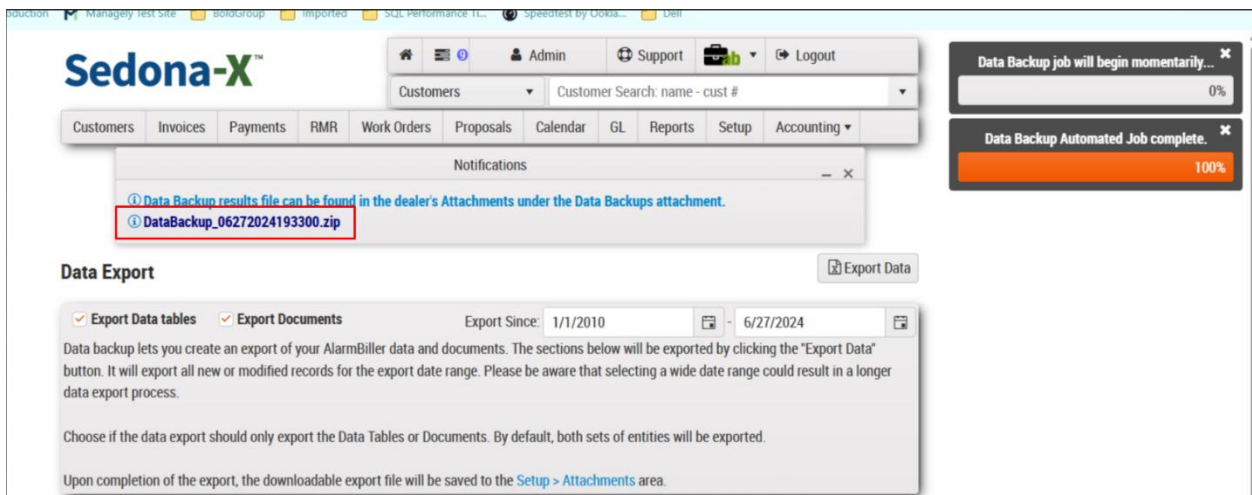 oduction Managely Test Site BoldGroup Imported SQL Performance Ti... Speedtest by Ookla... Dell
Sedona-X™
0 Admin Support ab Logout
Customers Customer Search: name - cust #
Customers Invoices Payments RMR Work Orders Proposals Calendar GL Reports Setup Accounting
Notifications
Data Backup results file can be found in the dealer's Attachments under the Data Backups attachment.
DataBackup_06272024193300.zip
Data Export
Export Data
Export Data tables Export Documents Export Since: 1/1/2010 - 6/27/2024
Data backup lets you create an export of your AlarmBiller data and documents. The sections below will be exported by clicking the "Export Data"
button. It will export all new or modified records for the export date range. Please be aware that selecting a wide date range could result in a longer
data export process.
Choose if the data export should only export the Data Tables or Documents. By default, both sets of entities will be exported.
Upon completion of the export, the downloadable export file will be saved to the Setup > Attachments area.
Data Backup job will begin momentarily...
0%
Data Backup Automated Job complete.
100%